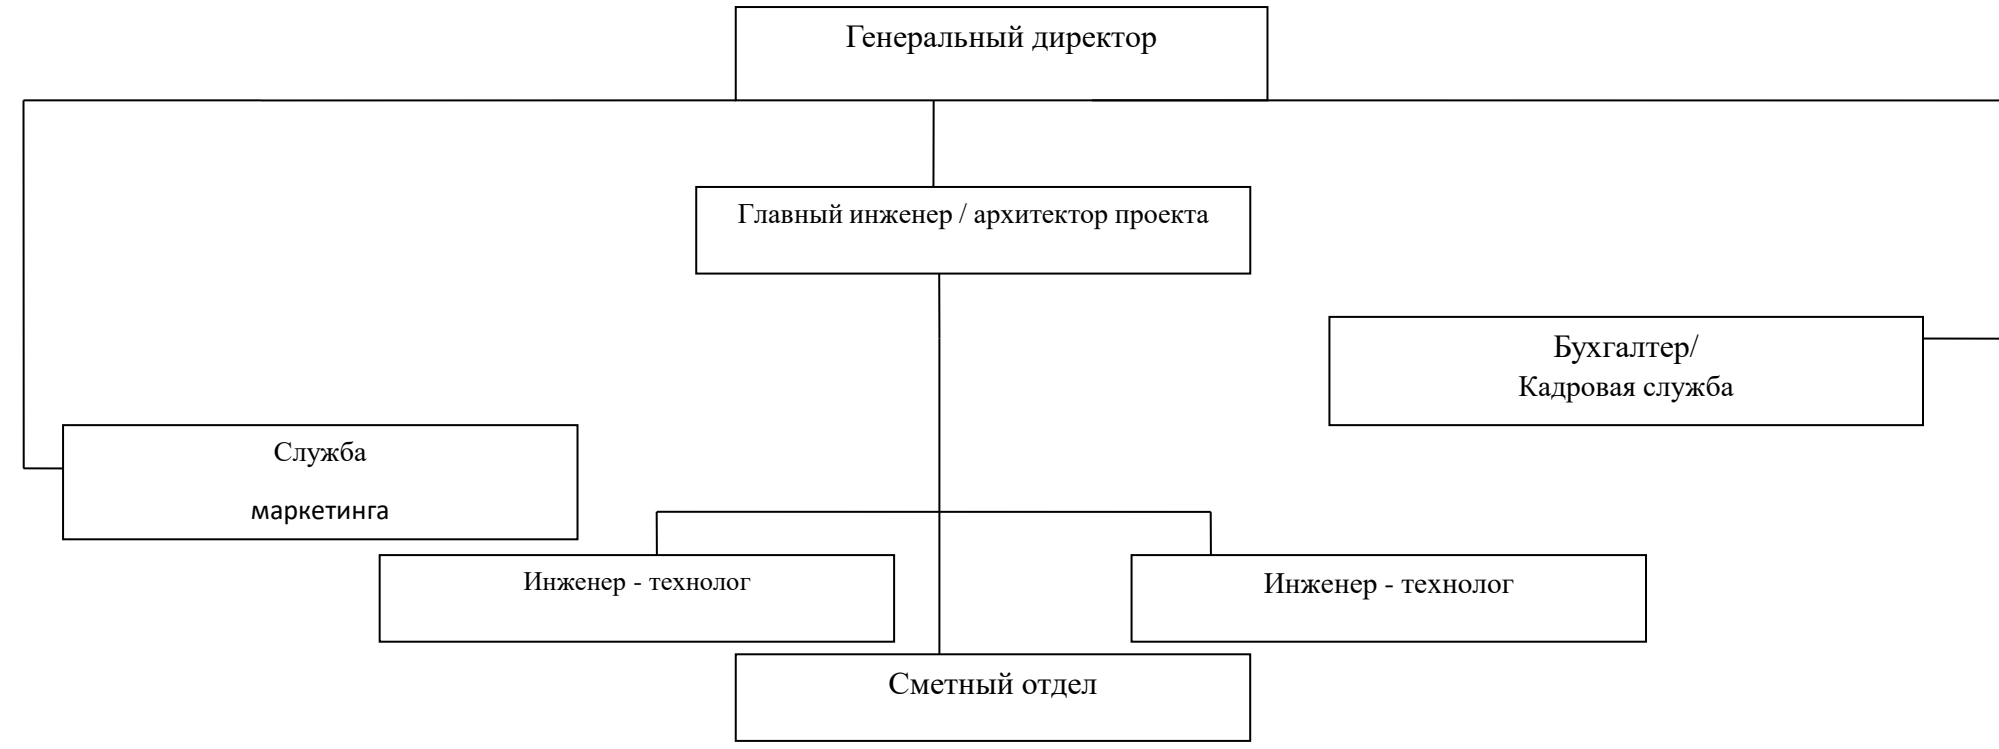 Генеральный директор
Главный инженер / архитектор проекта
Бухгалтер/
Кадровая служба
Служба
маркетинга
Инженер - технолог
Инженер - технолог
Сметный отдел